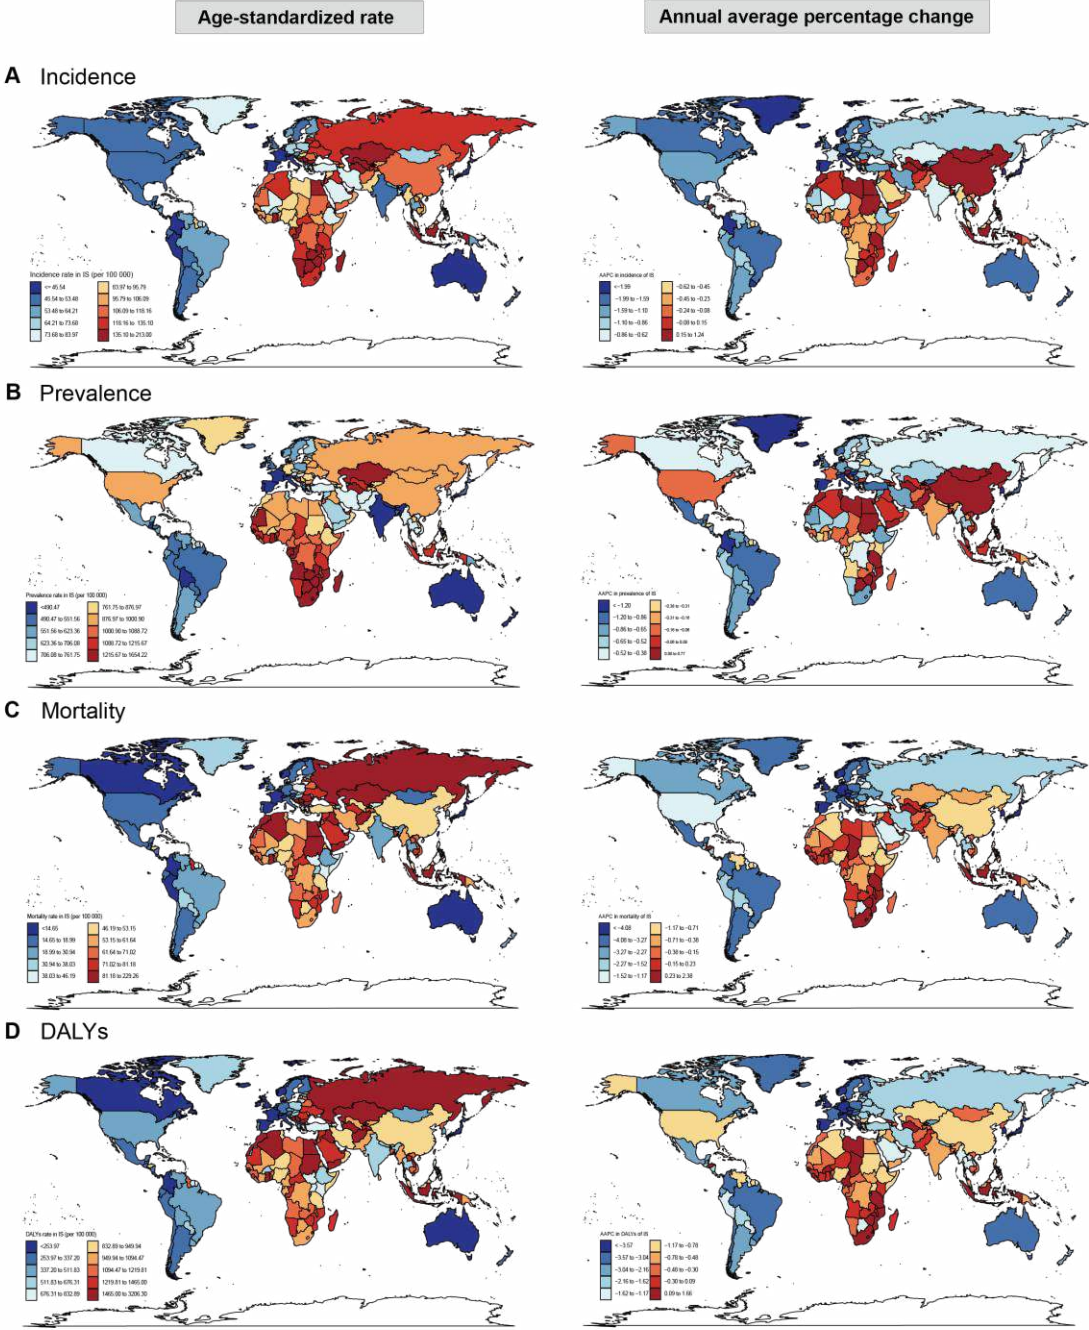 Age-standardized rate
Annual average percentage change
A Incidence
Incidence rate in IS (per 100 000)
<= 45.54
45.54 to 53.48
53.48 to 64.21
64.21 to 73.68
73.68 to 83.97
83.97 to 95.79
95.79 to 106.09
106.09 to 118.16
118.16 to 135.10
135.10 to 213.00
AAPC in incidence of IS
<-1.99
-1.99 to -1.59
-1.59 to -1.10
-1.10 to -0.86
-0.86 to -0.62
-0.62 to -0.45
-0.45 to -0.23
-0.24 to -0.08
-0.08 to 0.15
0.15 to 1.24
B Prevalence
Prevalence rate in IS (per 100 000)
<490.47
490.47 to 551.56
551.56 to 623.36
623.36 to 706.08
706.08 to 761.75
761.75 to 876.97
876.97 to 1000.90
1000.90 to 1088.72
1088.72 to 1215.67
1215.67 to 1654.22
AAPC in prevalence of IS
< -1.20
-1.20 to -0.86
-0.86 to -0.65
-0.65 to -0.52
-0.52 to -0.38
C Mortality
Mortality rate in IS (per 100 000)
<14.65
14.65 to 18.99
18.99 to 30.94
30.94 to 38.03
38.03 to 46.19
46.19 to 53.15
53.15 to 61.64
61.64 to 71.02
71.02 to 81.18
81.18 to 229.26
AAPC in mortality of IS
< -4.08
-4.08 to -3.27
-3.27 to -2.27
-2.27 to -1.52
-1.52 to -1.17
-1.17 to -0.71
-0.71 to -0.38
-0.38 to -0.15
-0.15 to 0.23
0.23 to 2.38
D DALYs
DALYs rate in IS (per 100 000)
<253.97
253.97 to 337.20
337.20 to 511.83
511.83 to 676.31
676.31 to 832.89
832.89 to 949.94
949.94 to 1094.47
1094.47 to 1219.81
1219.81 to 1465.00
1465.00 to 3206.30
AAPC in DALYs of IS
< -3.57
-3.57 to -3.04
-3.04 to -2.16
-2.16 to -1.62
-1.62 to -1.17
-1.17 to -0.78
-0.78 to -0.48
-0.48 to -0.30
-0.30 to 0.09
0.09 to 1.66